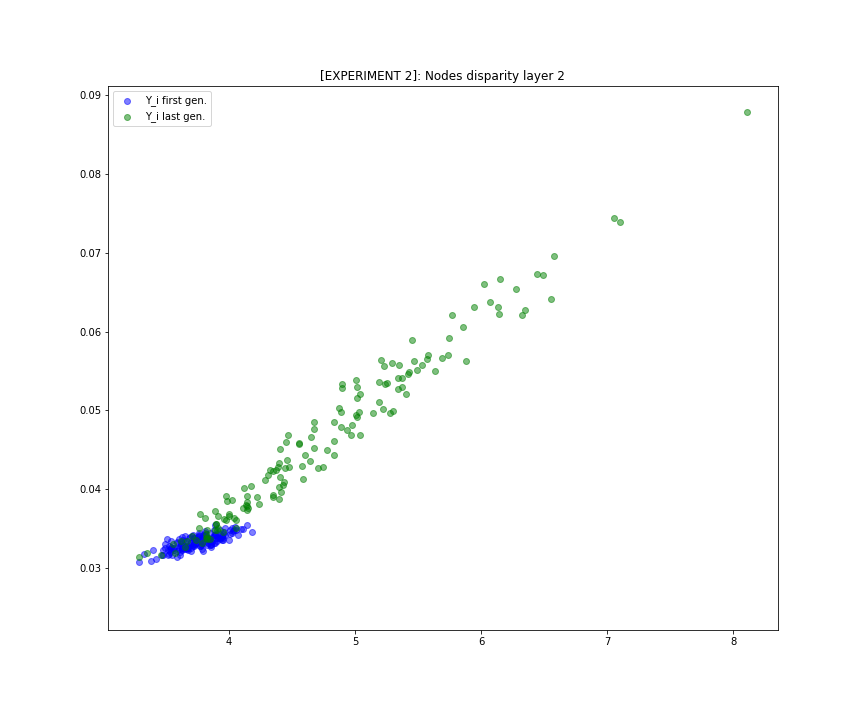 [EXPERIMENT 2]: Nodes disparity layer 2
Y_i first gen.
Y_i last gen.
0.09
0.08
0.07
0.06
0.05
0.04
0.03
4 5 6 7 8